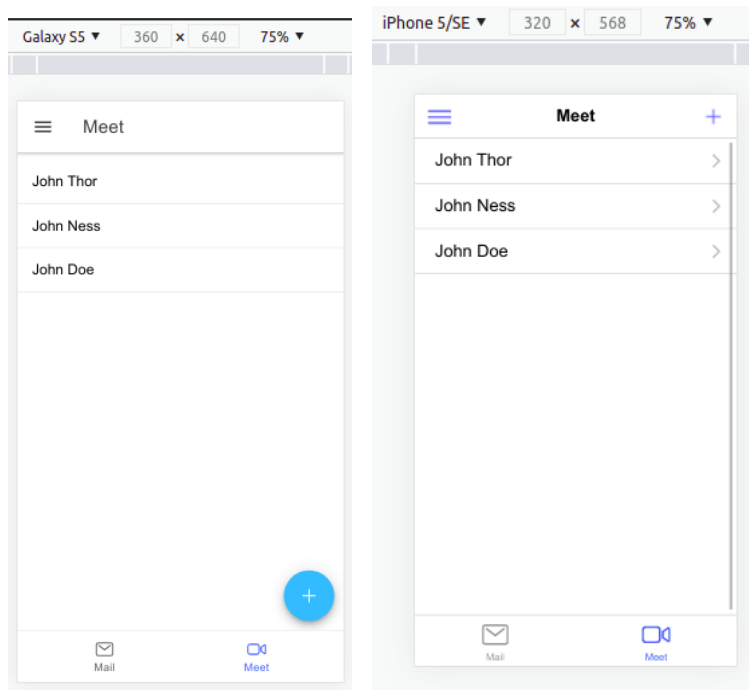 Galaxy S5 ▼ 360 × 640 75% ▼
Meet
John Thor
John Ness
John Doe
+
Mail Meet
iPhone 5/SE ▼ 320 × 568 75% ▼
Meet +
John Thor
John Ness
John Doe
Mail Meet